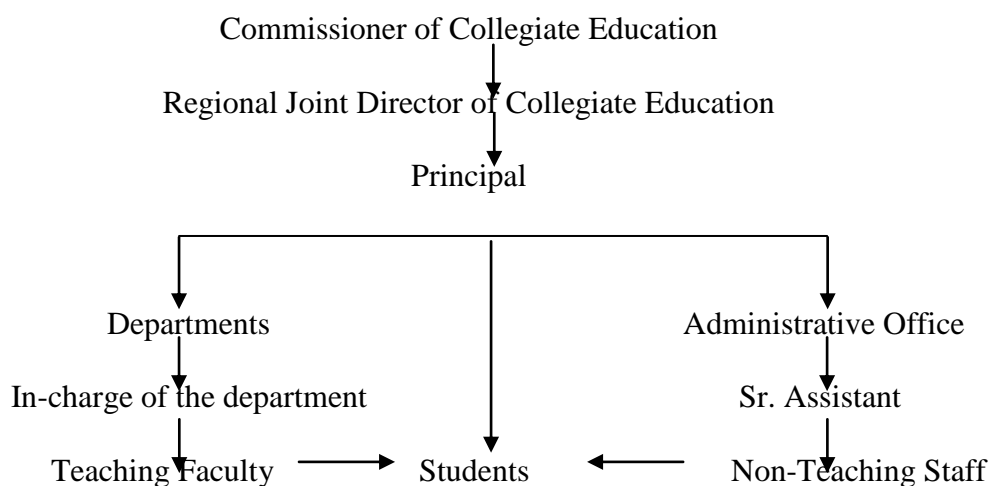 Commissioner of Collegiate Education
Regional Joint Director of Collegiate Education
Principal
Departments
Administrative Office
In-charge of the department
Sr. Assistant
Teaching Faculty
Students
Non-Teaching Staff